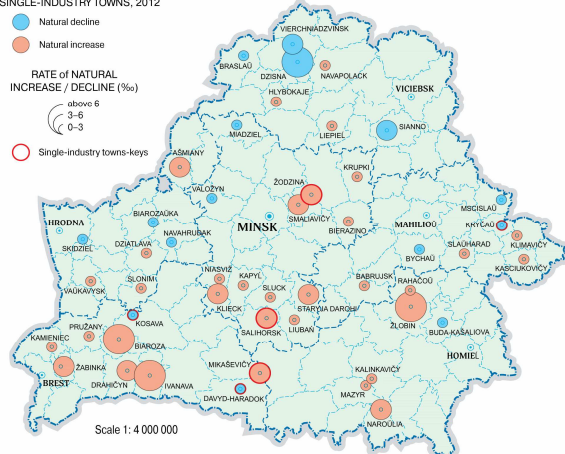 SINGLE-INDUSTRY TOWNS, 2012
Natural decline
Natural increase
RATE of NATURAL
INCREASE / DECLINE (‰)
above 6
3–6
0–3
Single-industry towns-keys
VIERCHNIADZVINSK
BRASLAŬ
DZISNA
NAVAPOLACK
HLYBOKAJE
VICIEBSK
MIADZIEL
LIEPIEL
SIANNO
AŠMIANY
KRUPKI
ŽODZINA
VALOŽYN
SMALIAVIČY
MSCISLAŬ
HRODNA
BIAROZAŬKA
MINSK
BIERAZINO
MAHILIOŬ
KRYČAŬ
SKIDZIEL
NAVAHRUDAK
KLIMAVIČY
DZIATLAVA
BYCHAŬ
SLAŬHARAD
KASCIUKOVIČY
NIASVIŽ
KAPYĹ
BABRUJSK
RAHAČOŬ
VAŬKAVYSK
SLONIM
SLUCK
KLIECK
STARYJA DAROHI
KOSAVA
ŽLOBIN
PRUŽANY
SALIHORSK
LIUBAŃ
BUDA-KAŠALIOVA
KAMIENIEC
BIAROZA
HOMIEL
ŽABINKA
MIKAŠEVIČY
KALINKAVIČY
BREST
DRAHIČYN
IVANAVA
DAVYD-HARADOK
MAZYR
NAROŬLIA
Scale 1: 4 000 000